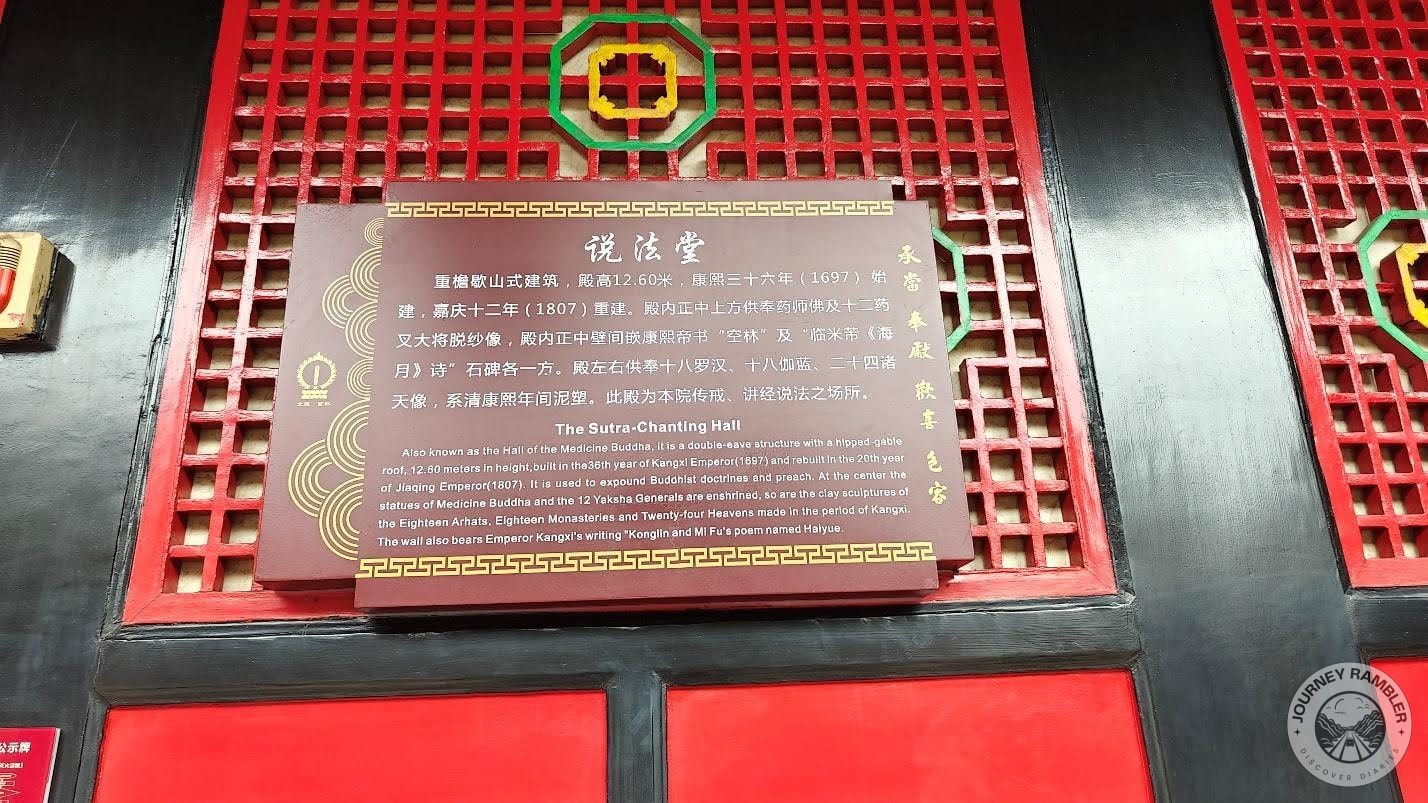 说法堂
重檐歇山式建筑，殿高12.60米，康熙三十六年（1697）始
建，嘉庆十二年（1807）重建。殿内正中上方供奉药师佛及十二药
叉大将脱纱像，殿内正中壁间嵌康熙帝书“空林”及“临米芾《海
月》诗”石碑各一方。殿左右供奉十八罗汉、十八伽蓝、二十四诸
天像，系清康熙年间泥塑。此殿为本院传戒、讲经说法之场所。
The Sutra-Chanting Hall
Also known as the Hall of the Medicine Buddha, it is a double-eave structure with a hipped-gable
roof, 12.60 meters in height,built in the36th year of Kangxi Emperor(1697) and rebuilt in the 20th year
of Jiaqing Emperor(1807). It is used to expound Buddhist doctrines and preach. At the center the
statues of Medicine Buddha and the 12 Yaksha Generals are enshrined, so are the clay sculptures of
the Eighteen Arhats, Eighteen Monasteries and Twenty-four Heavens made in the period of Kangxi.
The wall also bears Emperor Kangxi's writing "Konglin and Mi Fu's poem named Haiyue.
承當奉獻 歡喜包容
公示牌
JOURNEY RAMBLER
DISCOVER DIARIES